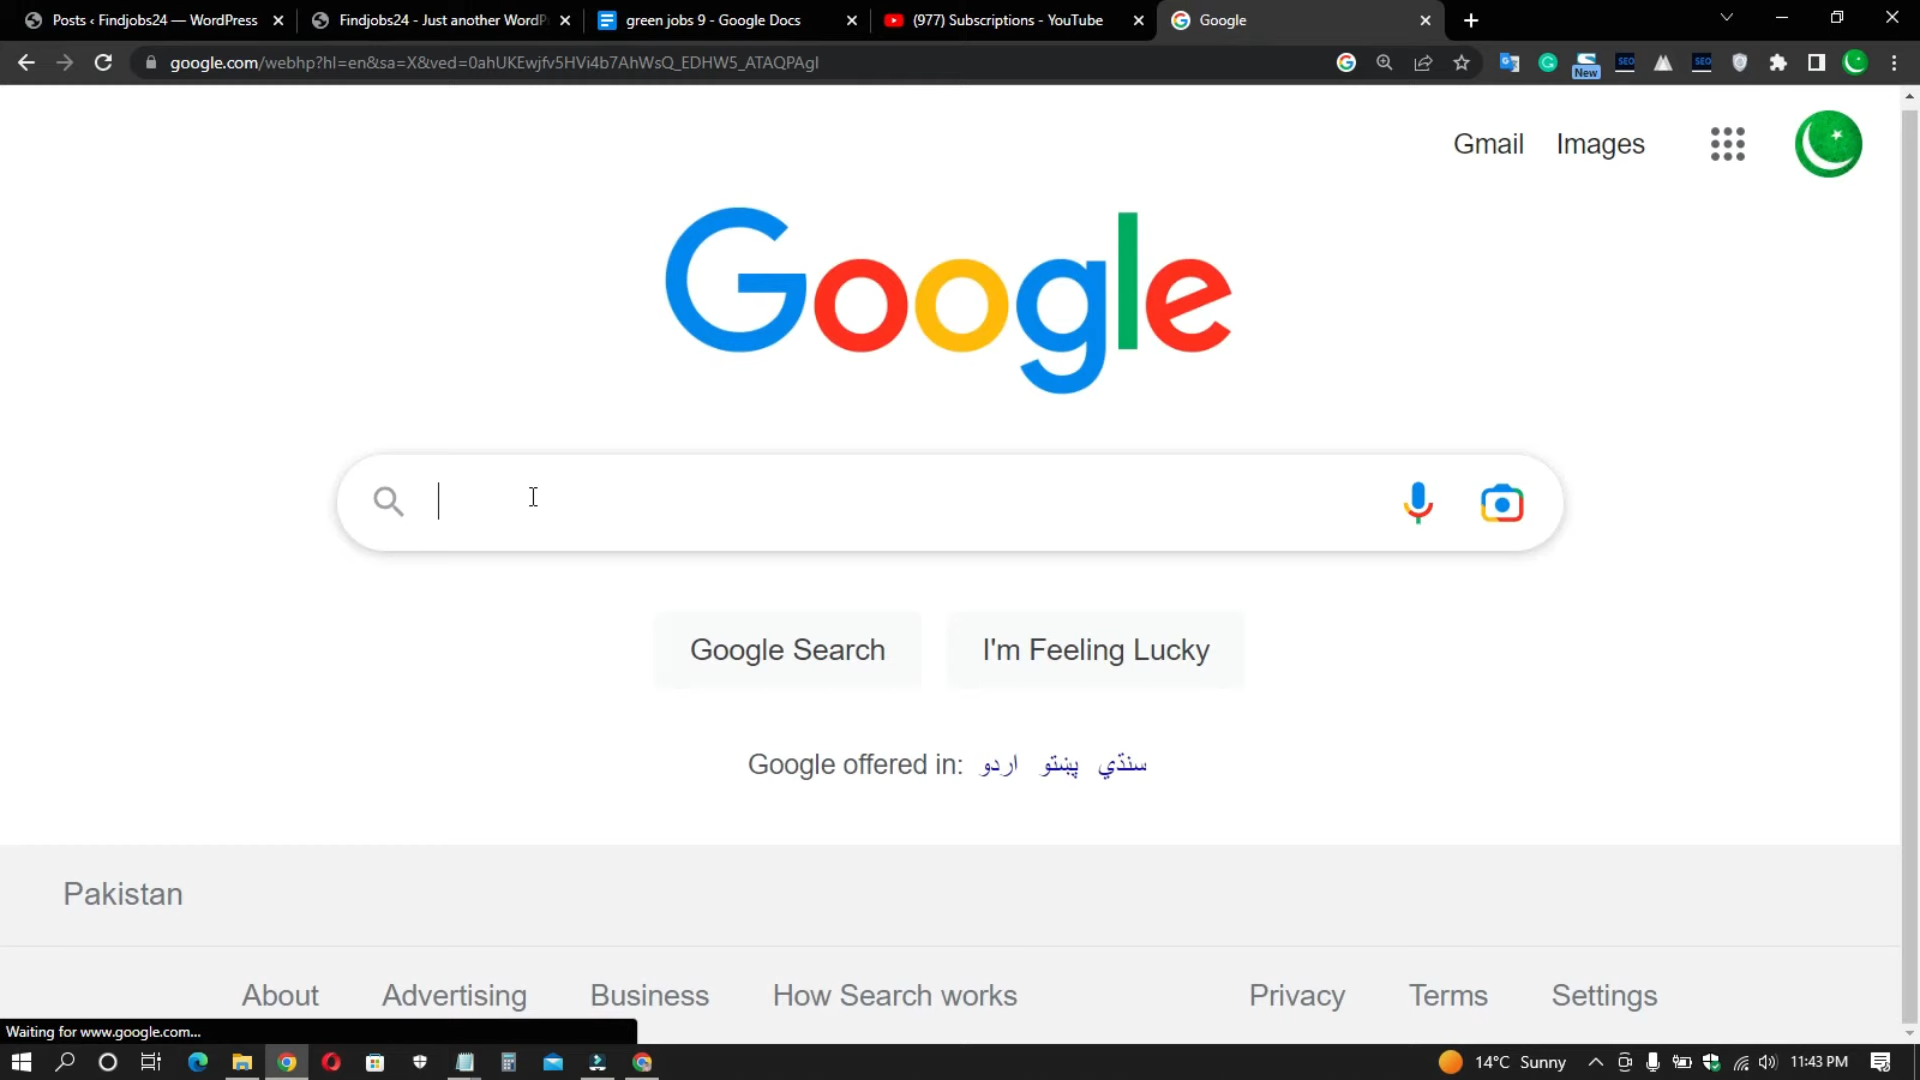 Posts ‹ Findjobs24 — WordPress
Findjobs24 - Just another WordP
green jobs 9 - Google Docs
(977) Subscriptions - YouTube
Google
google.com/webhp?hl=en&sa=X&ved=0ahUKEwjfv5HVi4b7AhWsQ_EDHW5_ATAQPAgI
SEO
SEO
New
Gmail
Images
Google
Google Search
I'm Feeling Lucky
Google offered in: اردو پښتو سنڌي
Pakistan
About
Advertising
Business
How Search works
Privacy
Terms
Settings
Waiting for www.google.com...
14°C Sunny
11:43 PM